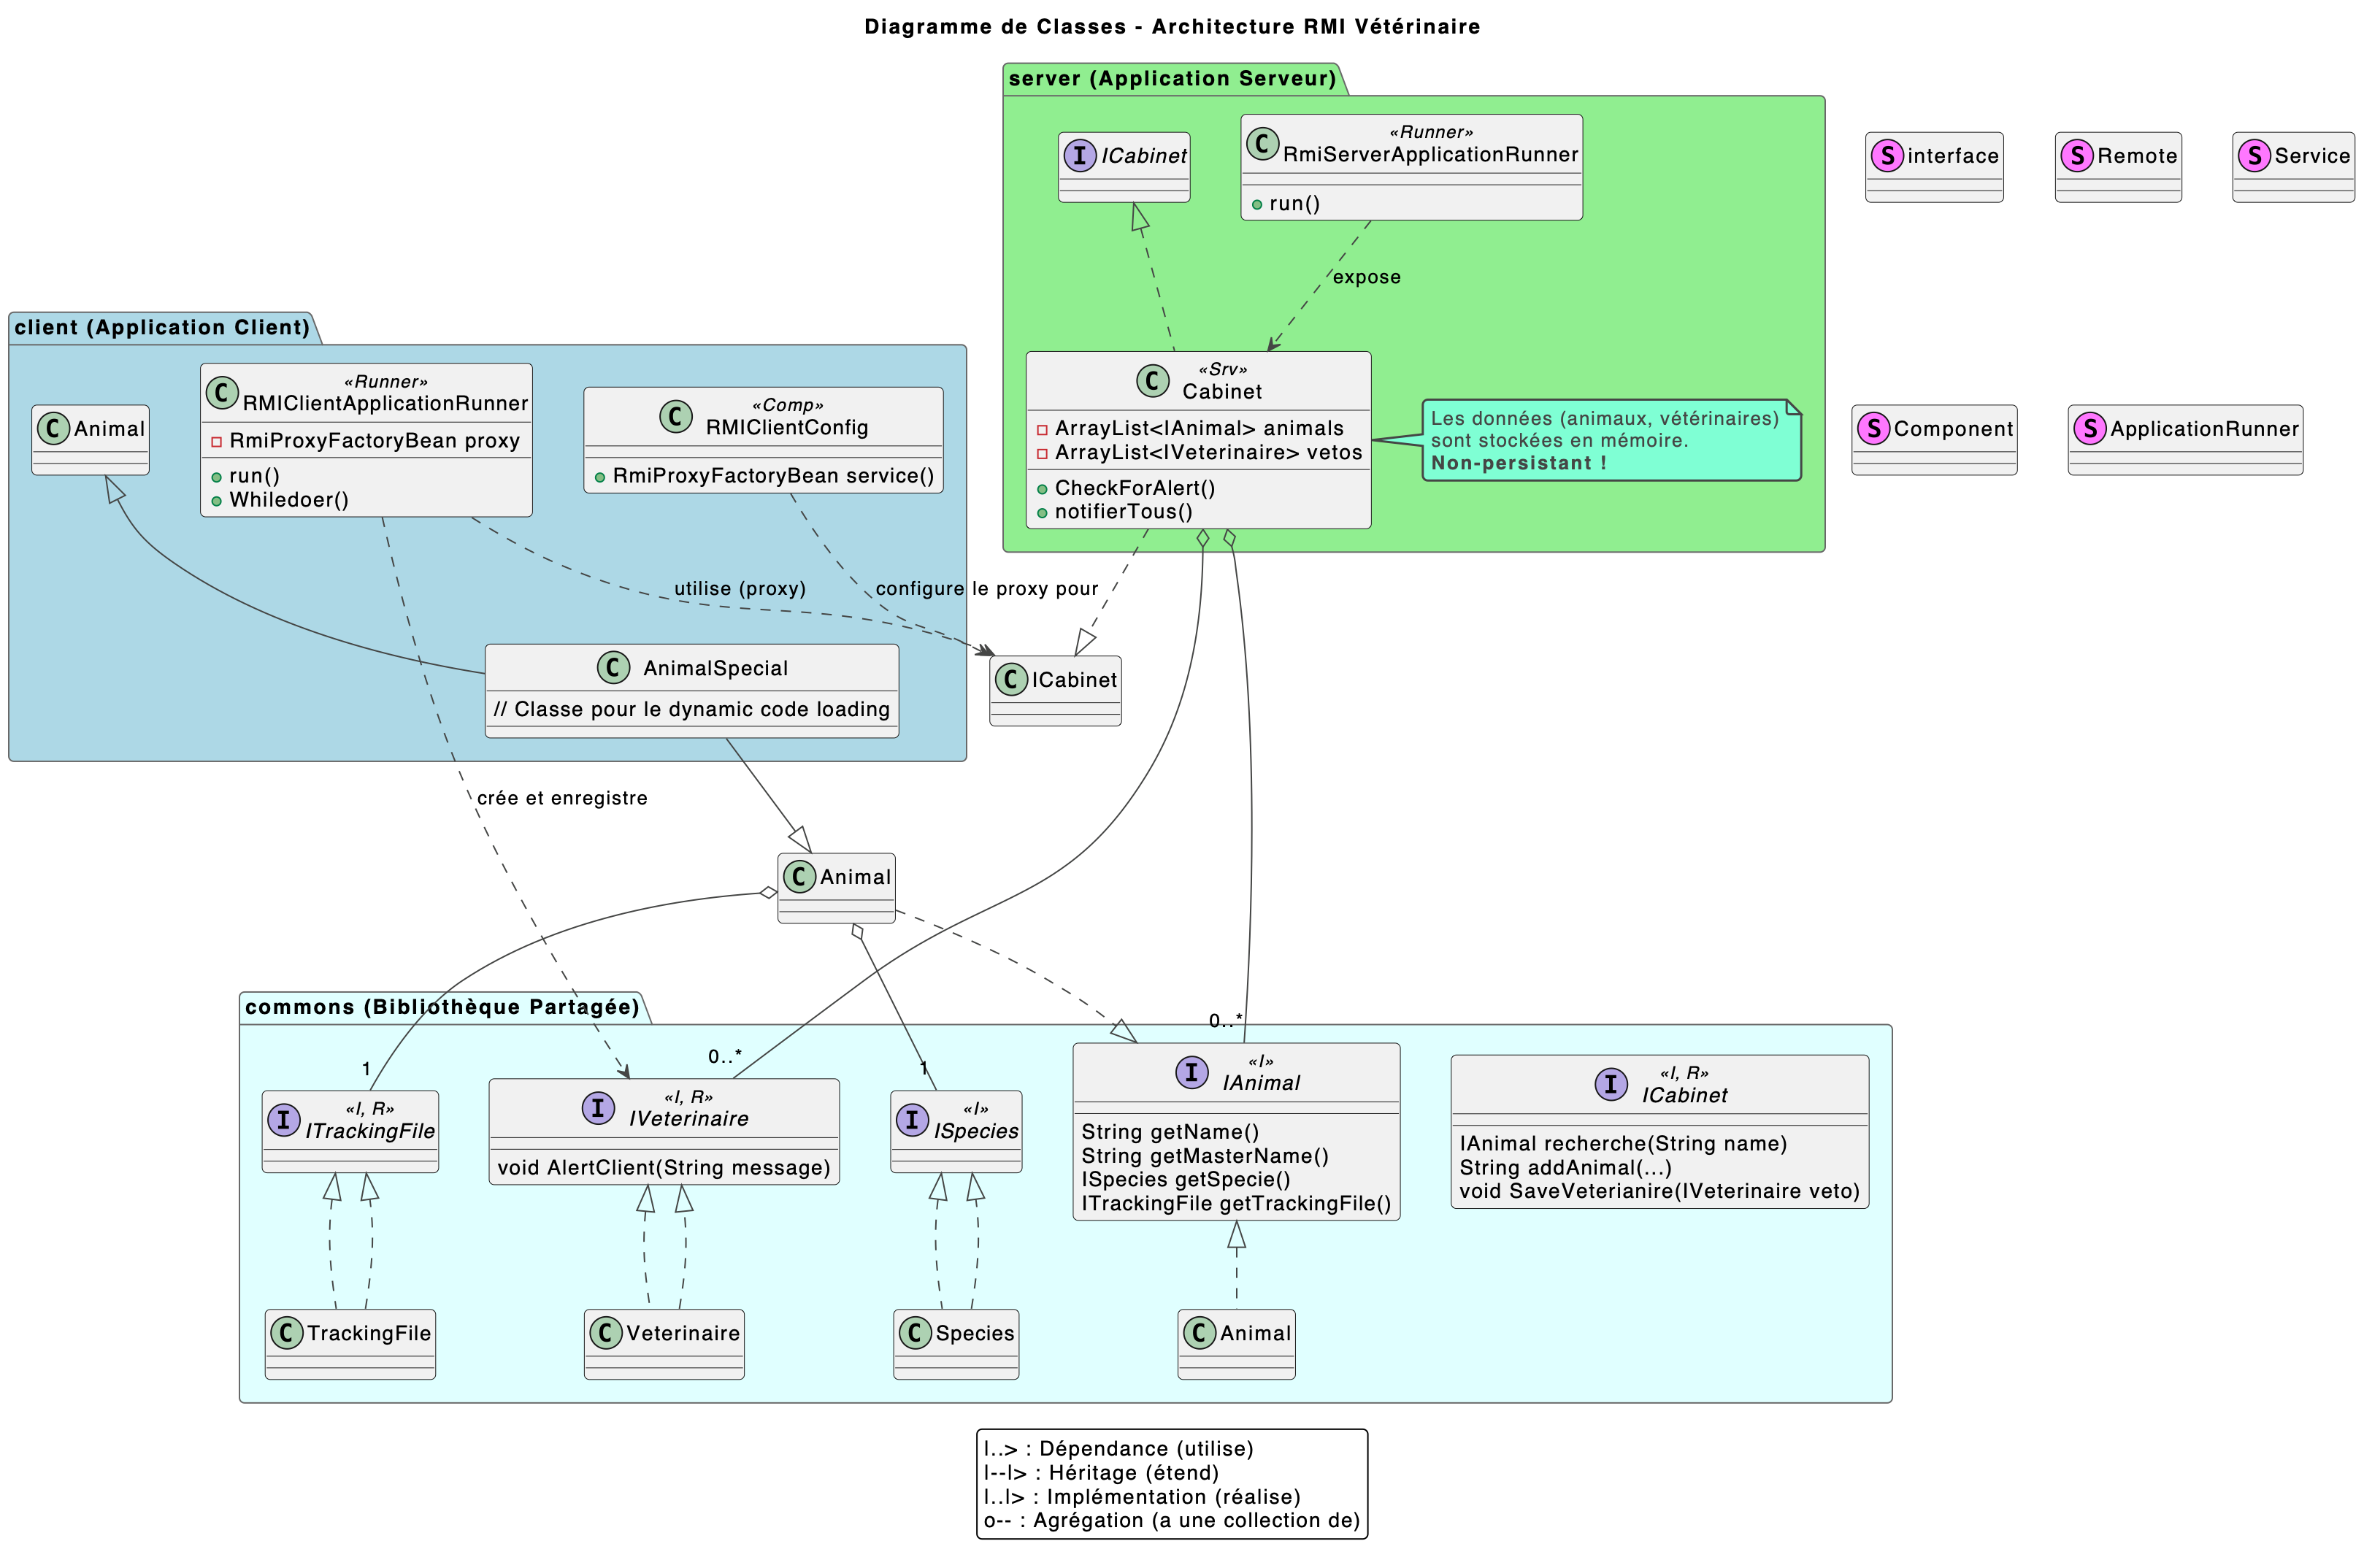 Diagramme de Classes - Architecture RMI Vétérinaire
server (Application Serveur)
I ICabinet
«Runner»
C RmiServerApplicationRunner
run()
S interface
S Remote
S Service
expose
client (Application Client)
C Animal
«Runner»
C RMIClientApplicationRunner
RmiProxyFactoryBean proxy
run()
Whiledoer()
«Comp»
C RMIClientConfig
RmiProxyFactoryBean service()
«Srv»
C Cabinet
ArrayList<IAnimal> animals
ArrayList<IVeterinaire> vetos
CheckForAlert()
notifierTous()
Les données (animaux, vétérinaires)
sont stockées en mémoire.
Non-persistant !
S Component
S ApplicationRunner
utilise (proxy)
configure le proxy pour
C AnimalSpecial
// Classe pour le dynamic code loading
C ICabinet
crée et enregistre
C Animal
commons (Bibliothèque Partagée)
1
0..*
1
0..*
«I, R»
I ITrackingFile
«I, R»
I IVeterinaire
void AlertClient(String message)
«I»
I ISpecies
«I»
I IAnimal
String getName()
String getMasterName()
ISpecies getSpecie()
ITrackingFile getTrackingFile()
«I, R»
I ICabinet
IAnimal recherche(String name)
String addAnimal(...)
void SaveVeterianire(IVeterinaire veto)
C TrackingFile
C Veterinaire
C Species
C Animal
|..> : Dépendance (utilise)
|--|> : Héritage (étend)
|..|> : Implémentation (réalise)
o-- : Agrégation (a une collection de)